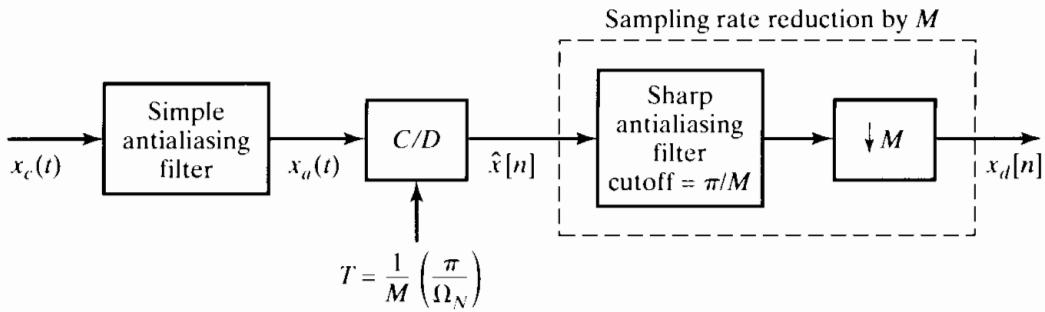 Sampling rate reduction by M
Simple
antialiasing
filter
C/D
Sharp
antialiasing
filter
cutoff = π/M
↓ M
x_c(t)
x_a(t)
x̂[n]
x_d[n]
T = 1/M (π/Ω_N)